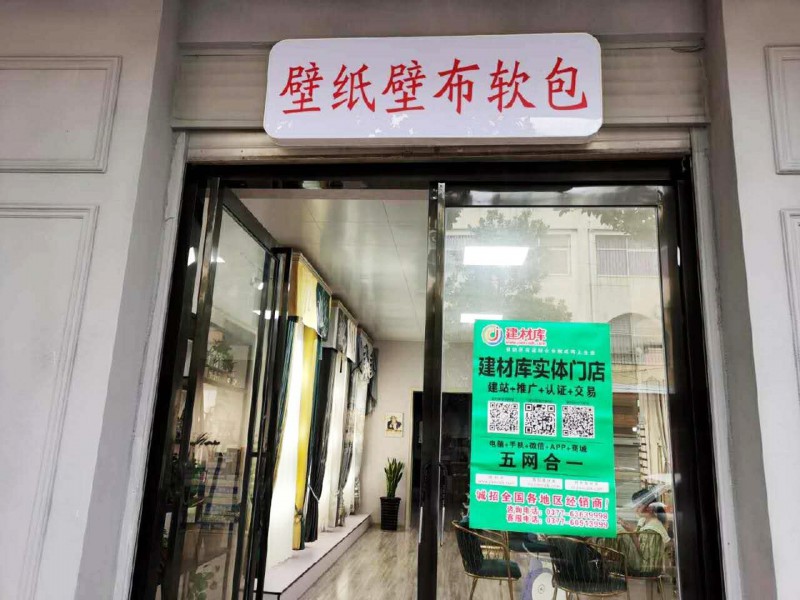 壁纸壁布软包
建材库
建材库实体门店
建站+推广+认证+交易
电脑+手机+微信+APP+商城
五网合一
诚招全国各地区经销商!